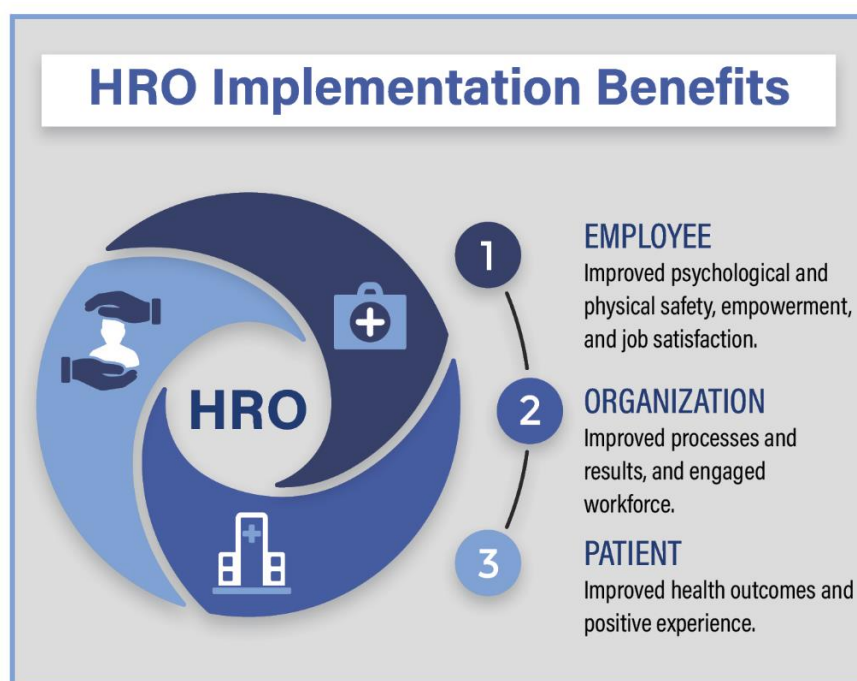 HRO Implementation Benefits
HRO
1
EMPLOYEE
Improved psychological and
physical safety, empowerment,
and job satisfaction.
2
ORGANIZATION
Improved processes and
results, and engaged
workforce.
3
PATIENT
Improved health outcomes and
positive experience.